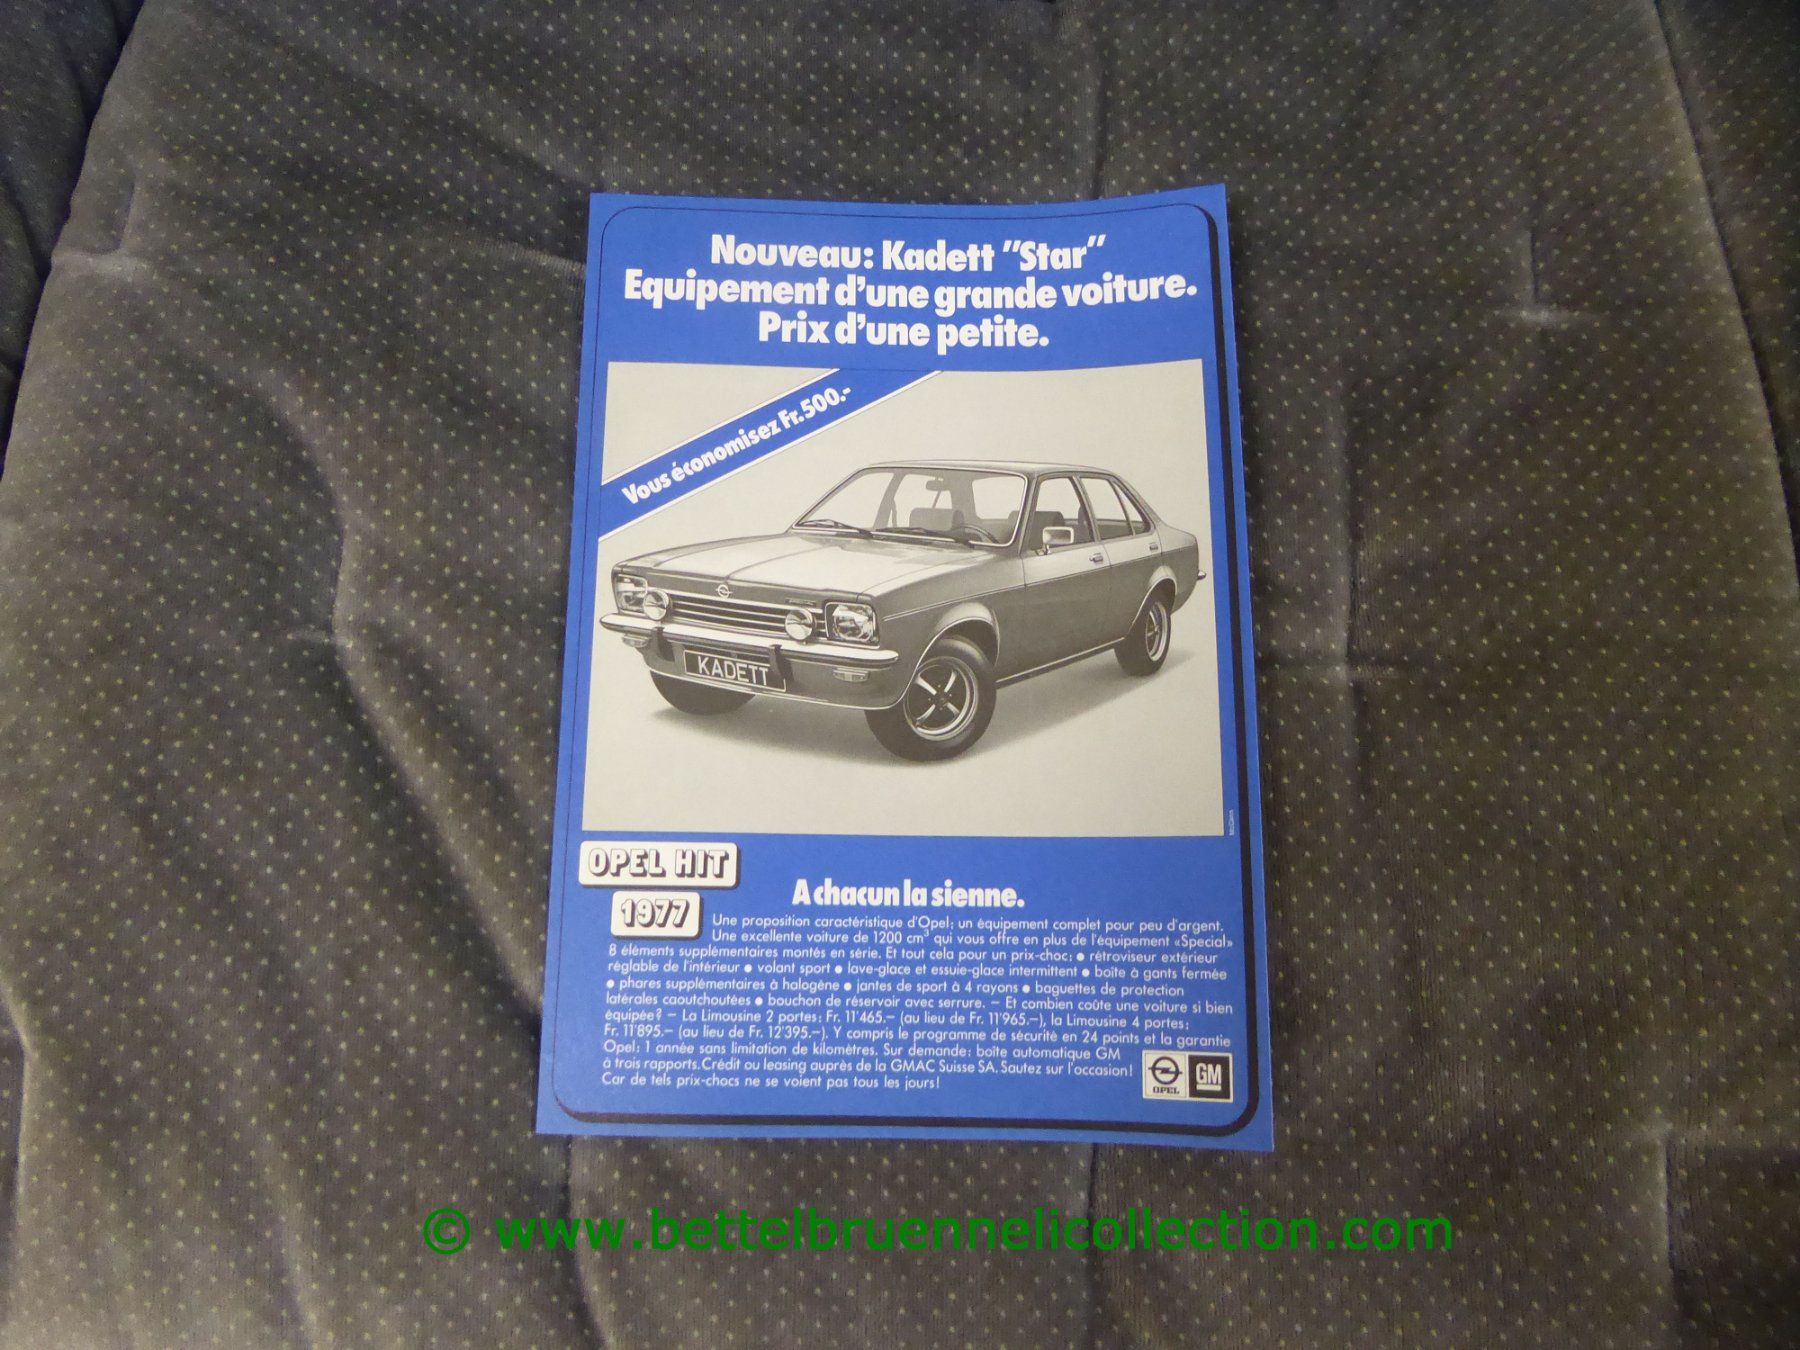 Nouveau: Kadett "Star"
Equipement d'une grande voiture.
Prix d'une petite.
Vous économisez Fr. 500.-
KADETT
OPEL HIT
1977
A chacun la sienne.
Une proposition caractéristique d'Opel: un équipement complet pour peu d'argent.
Une excellente voiture de 1200 cm³ qui vous offre en plus de l'équipement «Special»
8 éléments supplémentaires montés en série. Et tout cela pour un prix-choc: • rétroviseur extérieur
réglable de l'intérieur • volant sport • lave-glace et essuie-glace intermittent • boîte à gants fermée
• phares supplémentaires à halogène • jantes de sport à 4 rayons • baguettes de protection
latérales caoutchoutées • bouchon de réservoir avec serrure. – Et combien coûte une voiture si bien
équipée? – La Limousine 2 portes: Fr. 11'465.– (au lieu de Fr. 11'965.–), la Limousine 4 portes:
Fr. 11'895.– (au lieu de Fr. 12'395.–). Y compris le programme de sécurité en 24 points et la garantie
Opel: 1 année sans limitation de kilomètres. Sur demande: boîte automatique GM
à trois rapports. Crédit ou leasing auprès de la GMAC Suisse SA. Sautez sur l'occasion!
Car de tels prix-chocs ne se voient pas tous les jours!
OPEL
GM
© www.bettelbruennelicollection.com